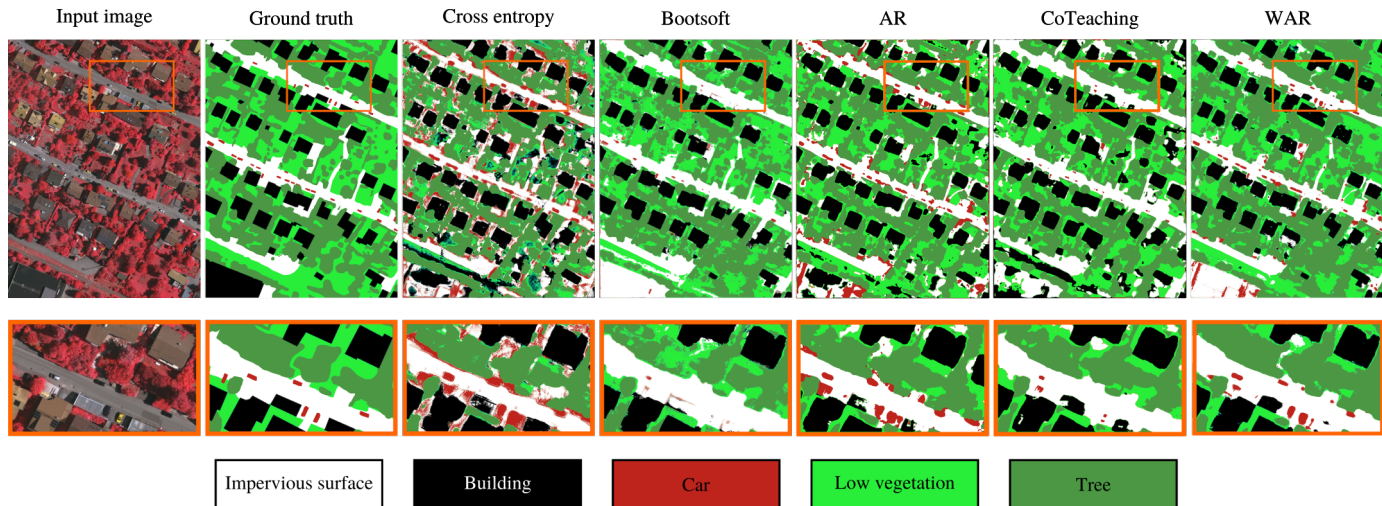 Input image
Ground truth
Cross entropy
Bootsoft
AR
CoTeaching
WAR
Impervious surface
Building
Car
Low vegetation
Tree